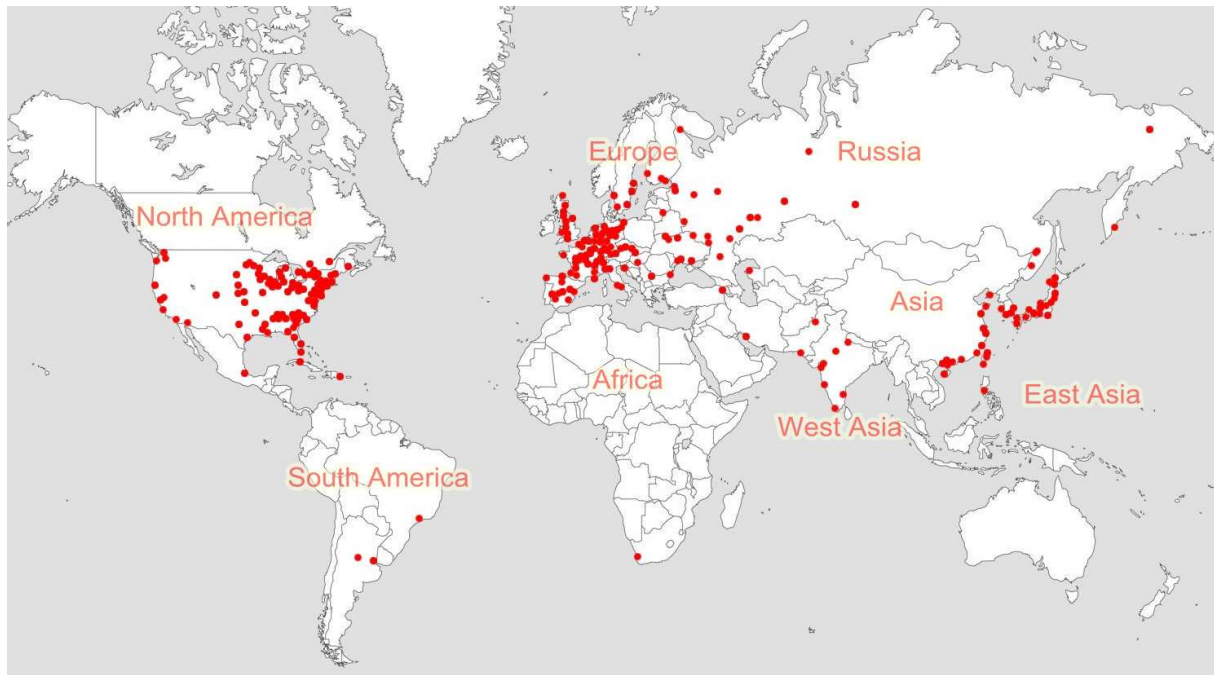 Europe
Russia
North America
Asia
Africa
East Asia
West Asia
South America